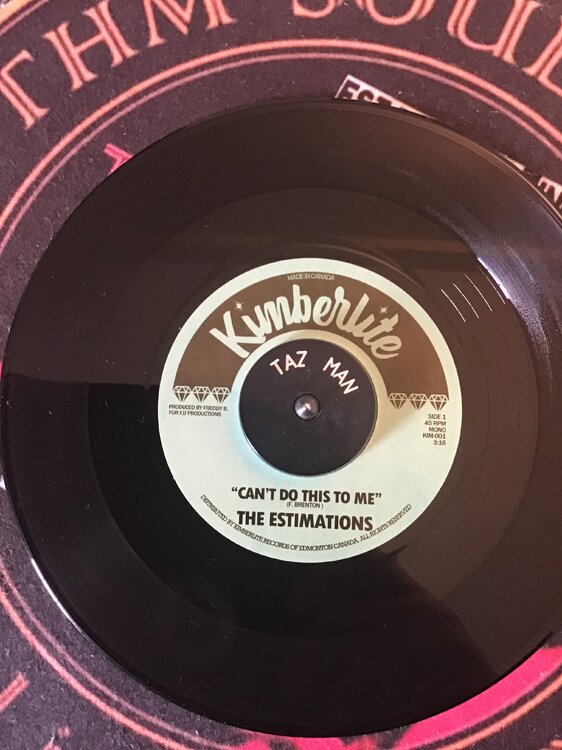 THM SOUL
MADE IN CANADA
Kimberlite
TAZ MAN
PRODUCED BY FREDDY B.
FOR FJJ PRODUCTIONS
SIDE 1
45 RPM
MONO
KIM-001
3:16
"CAN'T DO THIS TO ME"
(F. BRENTON)
THE ESTIMATIONS
DISTRIBUTED BY KIMBERLITE RECORDS OF EDMONTON CANADA. ALL RIGHTS RESERVED